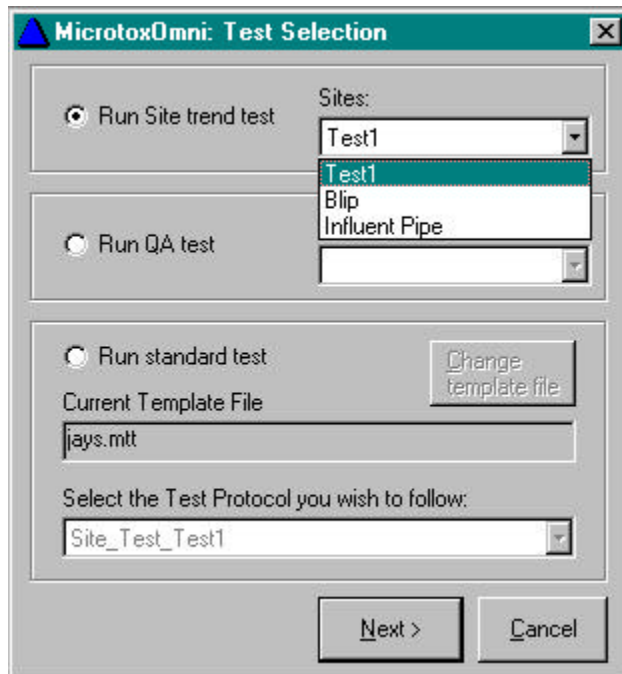 MicrotoxOmni: Test Selection
Run Site trend test
Sites:
Test1
Test1
Blip
Influent Pipe
Run QA test
Run standard test
Change
template file
Current Template File
jays.mtt
Select the Test Protocol you wish to follow:
Site_Test_Test1
Next >
Cancel